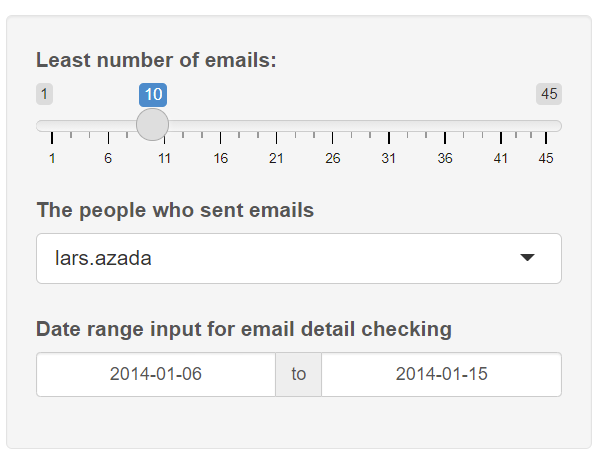 Least number of emails:
1 10 45
1 6 11 16 21 26 31 36 41 45
The people who sent emails
lars.azada
Date range input for email detail checking
2014-01-06 to 2014-01-15